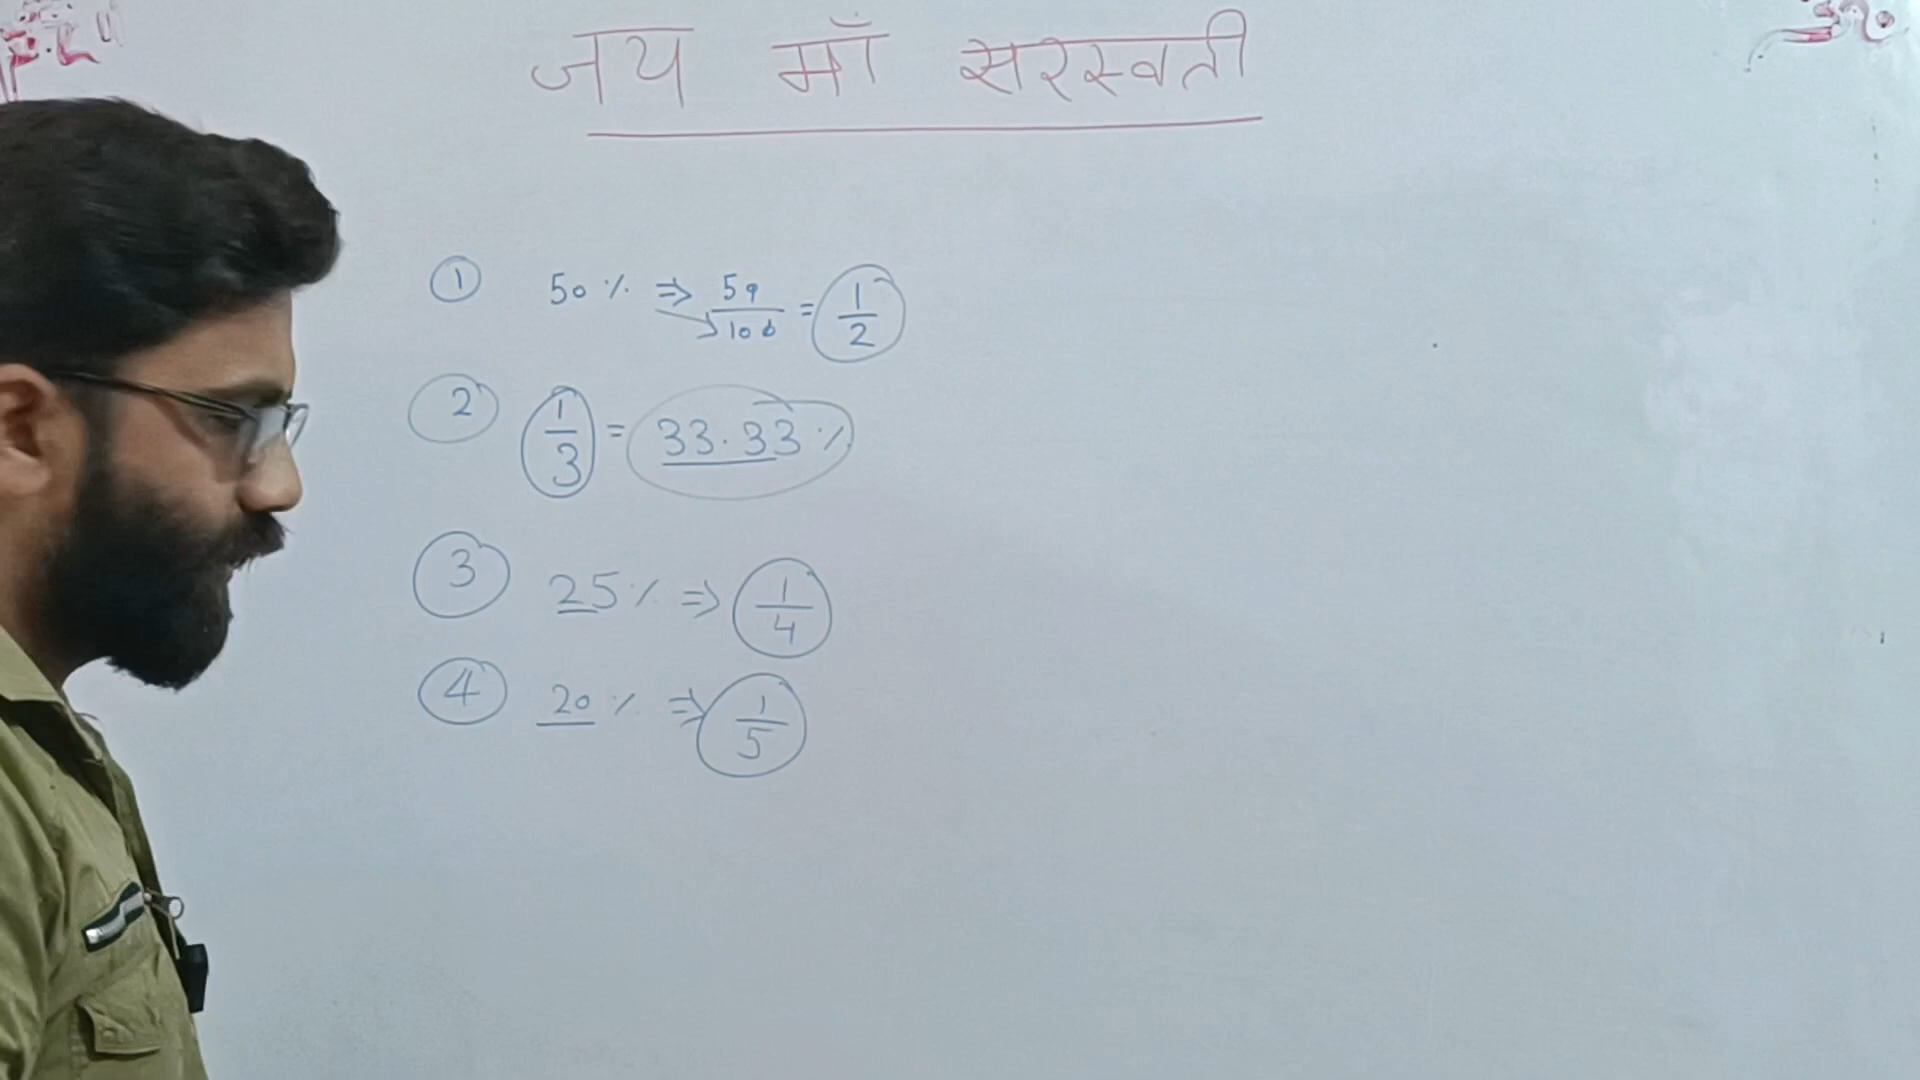 जय माँ सरस्वती
① 50% ⇒ 50/100 = 1/2
② 1/3 = 33.33%
③ 25% ⇒ 1/4
④ 20% ⇒ 1/5